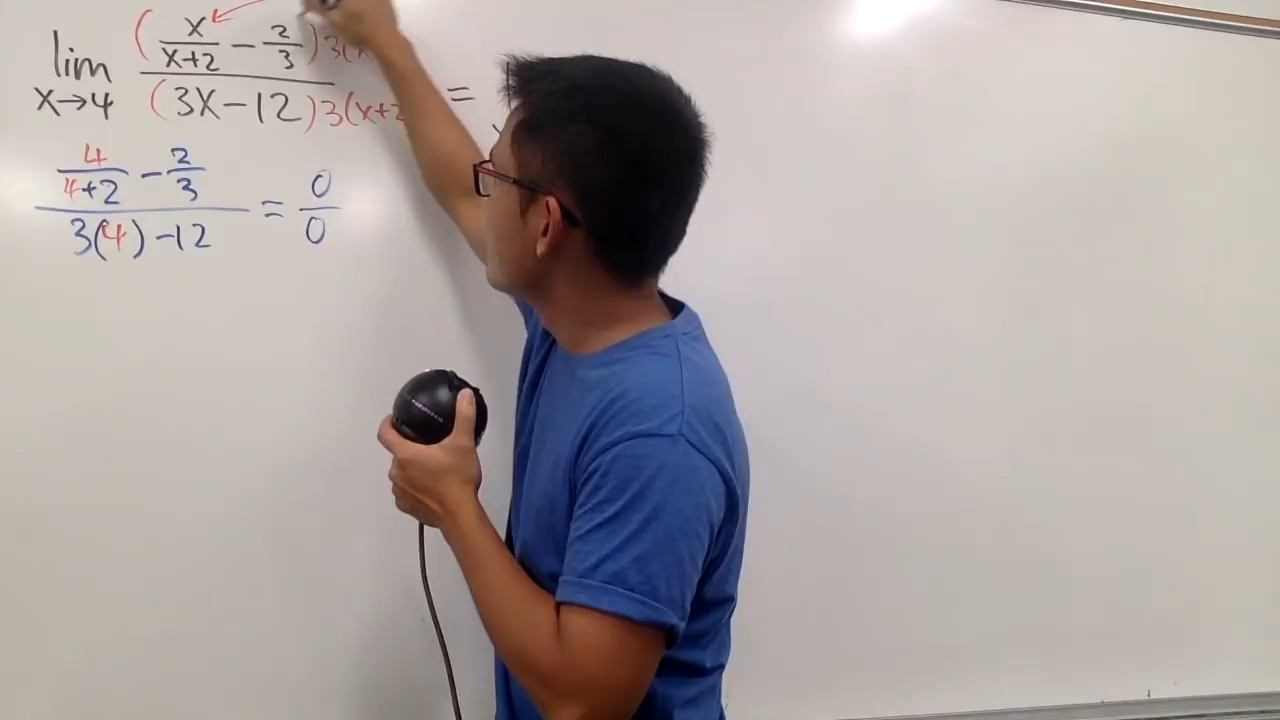 lim x→4 (x/(x+2) − 2/3)3(x
(3x−12)3(x+2 =
4/(4+2) − 2/3
3(4)−12 = 0/0